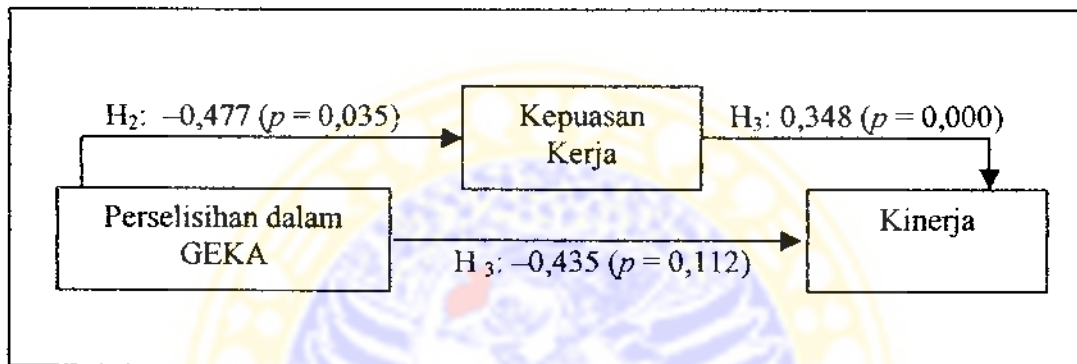 H₂: –0,477 (p = 0,035)
Kepuasan
Kerja
H₃: 0,348 (p = 0,000)
Perselisihan dalam
GEKA
H ₃: –0,435 (p = 0,112)
Kinerja